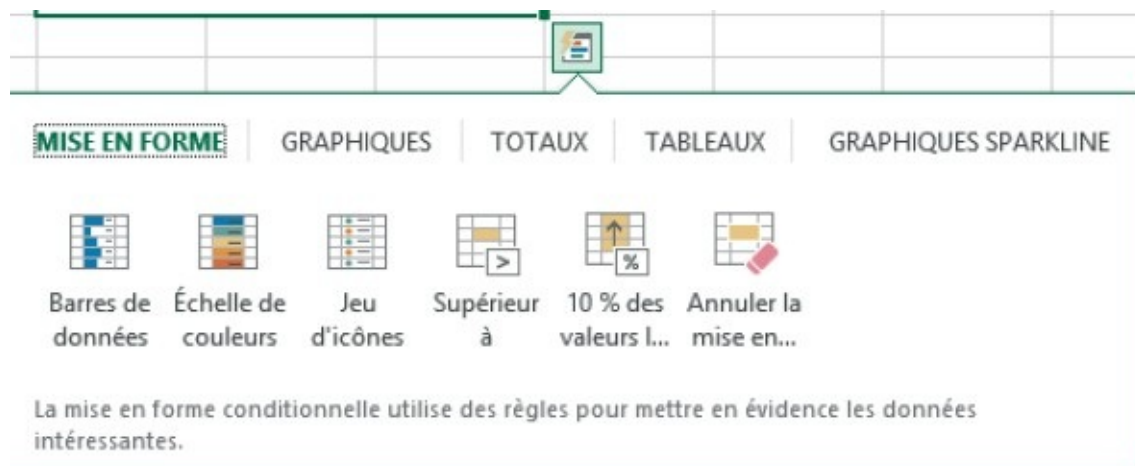 MISE EN FORME GRAPHIQUES TOTAUX TABLEAUX GRAPHIQUES SPARKLINE
> %
Barres de Échelle de Jeu Supérieur 10 % des Annuler la
données couleurs d'icônes à valeurs l... mise en...
La mise en forme conditionnelle utilise des règles pour mettre en évidence les données
intéressantes.